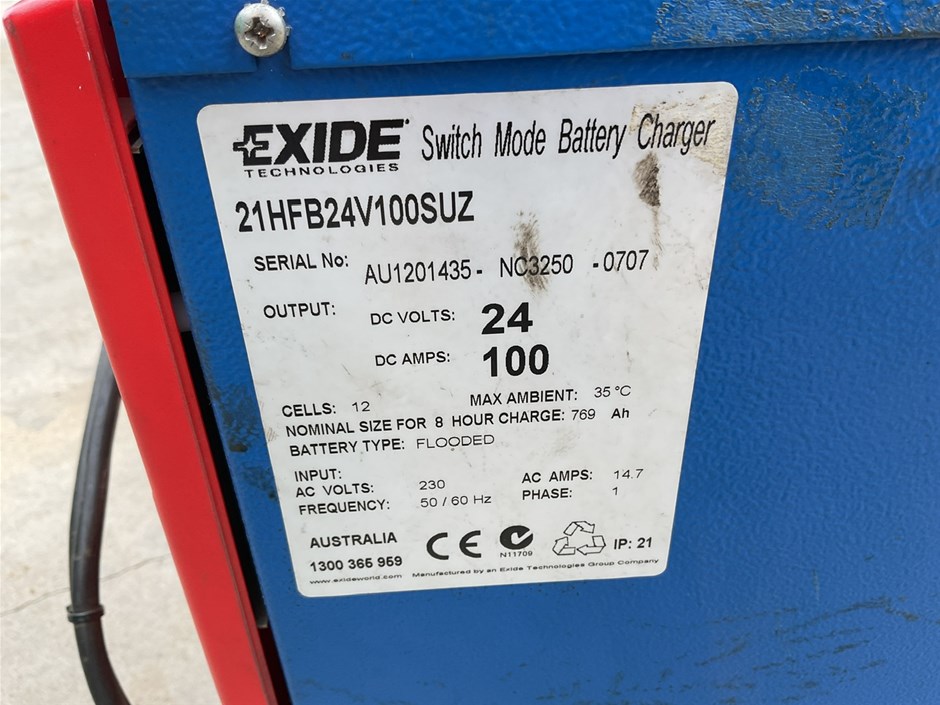 EXIDE Switch Mode Battery Charger
TECHNOLOGIES
21HFB24V100SUZ
SERIAL No: AU1201435- NC3250 -0707
OUTPUT: DC VOLTS: 24
DC AMPS: 100
CELLS: 12 MAX AMBIENT: 35 °C
NOMINAL SIZE FOR 8 HOUR CHARGE: 769 Ah
BATTERY TYPE: FLOODED
INPUT:
AC VOLTS: 230 AC AMPS: 14.7
FREQUENCY: 50 / 60 Hz PHASE: 1
AUSTRALIA
1300 365 959 CE N11709 IP: 21
www.exideworld.com Manufactured by an Exide Technologies Group Company